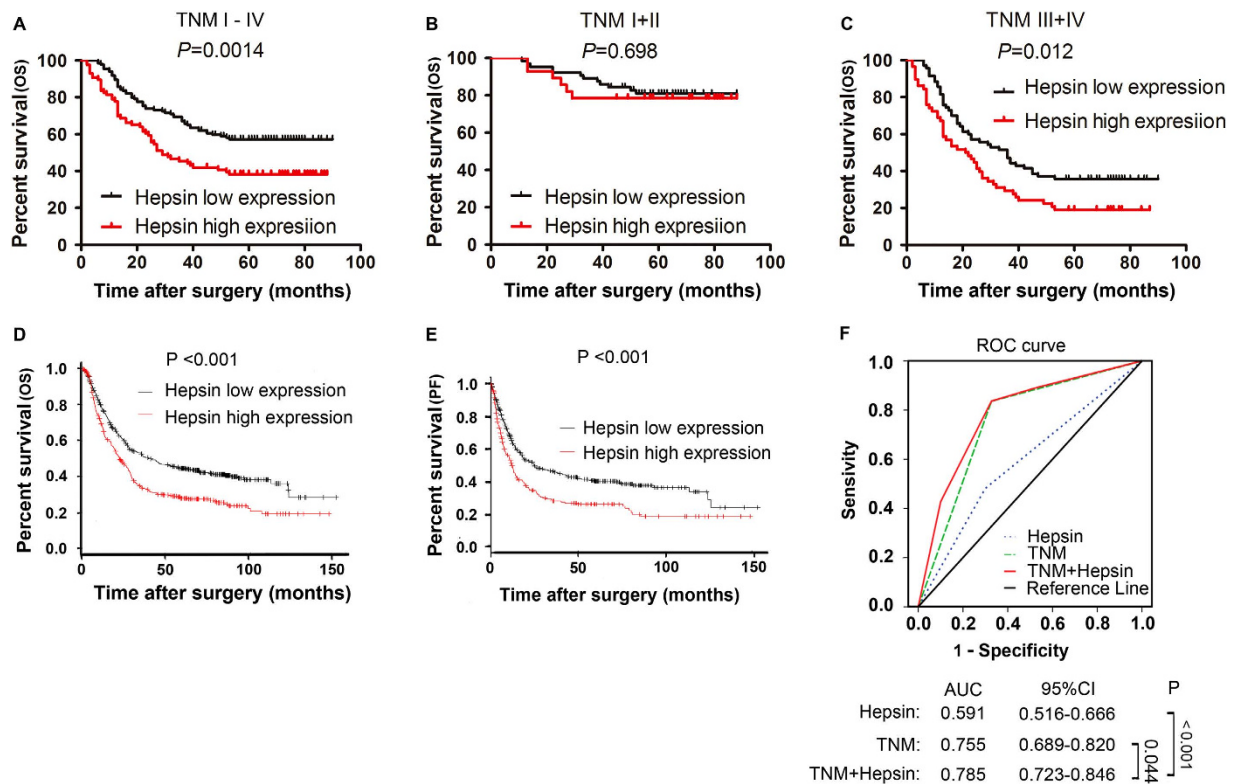 A
TNM I - IV
P=0.0014
Percent survival(OS)
100
80
60
40
20
0
Hepsin low expression
Hepsin high expresiion
0 20 40 60 80 100
Time after surgery (months)
B
TNM I+II
P=0.698
Percent survival(OS)
100
80
60
40
20
0
Hepsin low expression
Hepsin high expresiion
0 20 40 60 80 100
Time after surgery (months)
C
TNM III+IV
P=0.012
Percent survival(OS)
100
80
60
40
20
0
Hepsin low expression
Hepsin high expresiion
0 20 40 60 80 100
Time after surgery (months)
D
P <0.001
Percent survival(OS)
1.0
0.8
0.6
0.4
0.2
0.0
Hepsin low expression
Hepsin high expression
0 50 100 150
Time after surgery (months)
E
P <0.001
Percent survival(PF)
1.0
0.8
0.6
0.4
0.2
0.0
Hepsin low expression
Hepsin high expression
0 50 100 150
Time after surgery (months)
F
ROC curve
Sensivity
1.0
0.8
0.6
0.4
0.2
0.0
Hepsin
TNM
TNM+Hepsin
Reference Line
0.0 0.2 0.4 0.6 0.8 1.0
1 - Specificity
AUC 95%CI P
Hepsin: 0.591 0.516-0.666
TNM: 0.755 0.689-0.820
TNM+Hepsin: 0.785 0.723-0.846
0.044
<0.001